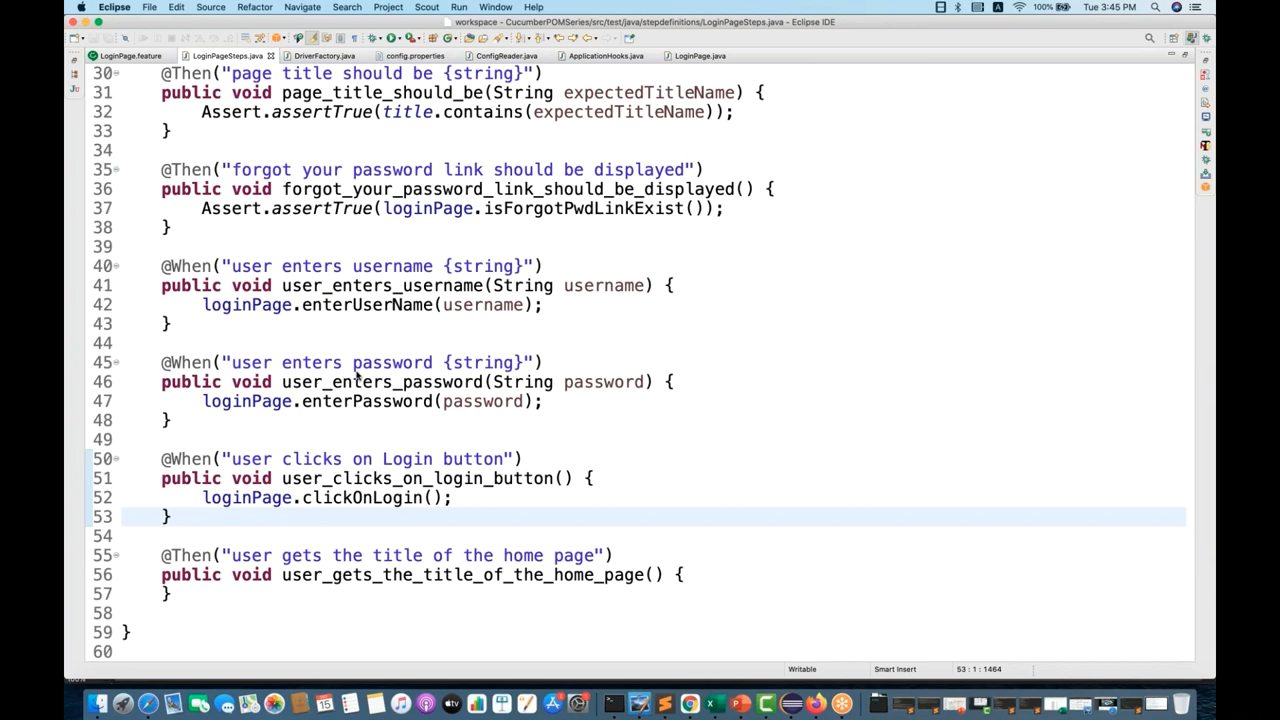 Eclipse File Edit Source Refactor Navigate Search Project Scout Run Window Help 100% Tue 3:45 PM
workspace - CucumberPOMSeries/src/test/java/stepdefinitions/LoginPageSteps.java - Eclipse IDE
LoginPage.feature LoginPageSteps.java DriverFactory.java config.properties ConfigReader.java ApplicationHooks.java LoginPage.java
30 @Then("page title should be {string}")
31 public void page_title_should_be(String expectedTitleName) {
32 Assert.assertTrue(title.contains(expectedTitleName));
33 }
34
35 @Then("forgot your password link should be displayed")
36 public void forgot_your_password_link_should_be_displayed() {
37 Assert.assertTrue(loginPage.isForgotPwdLinkExist());
38 }
39
40 @When("user enters username {string}")
41 public void user_enters_username(String username) {
42 loginPage.enterUserName(username);
43 }
44
45 @When("user enters password {string}")
46 public void user_enters_password(String password) {
47 loginPage.enterPassword(password);
48 }
49
50 @When("user clicks on Login button")
51 public void user_clicks_on_login_button() {
52 loginPage.clickOnLogin();
53 }
54
55 @Then("user gets the title of the home page")
56 public void user_gets_the_title_of_the_home_page() {
57 }
58
59 }
60
Writable Smart Insert 53 : 1 : 1464